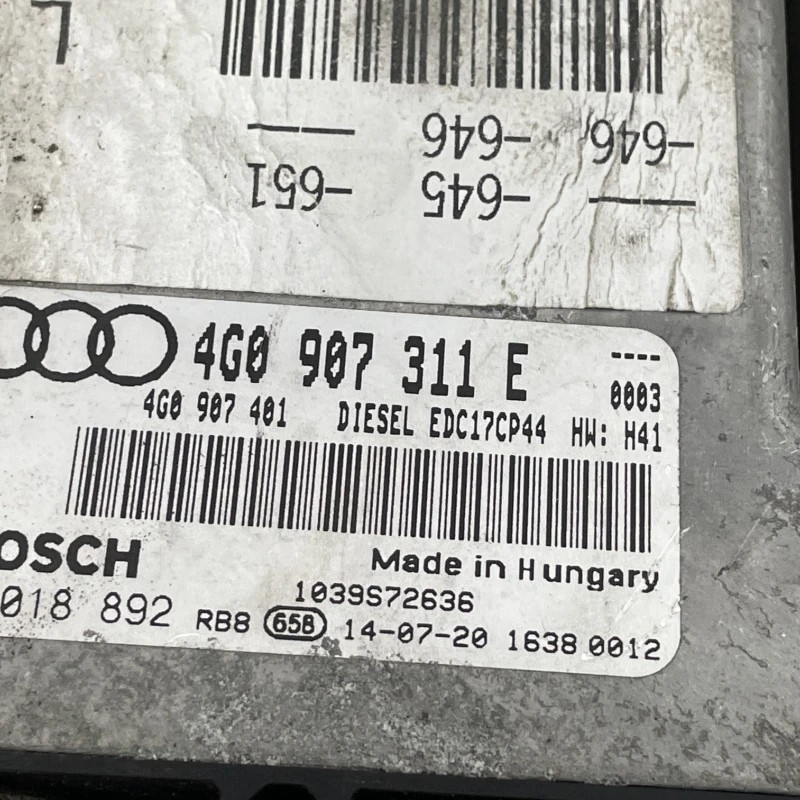 -646 -646 —
— -645 -651
4G0 907 311 E ----
0003
4G0 907 401 DIESEL EDC17CP44 HW: H41
OSCH
Made in Hungary
1039S72636
018 892 RB8 65B 14-07-20 1638 0012